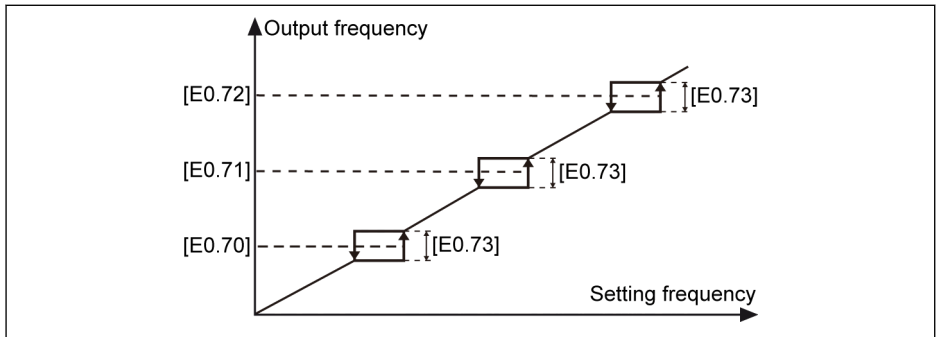 Output frequency
[E0.72]
[E0.73]
[E0.71]
[E0.73]
[E0.70]
[E0.73]
Setting frequency